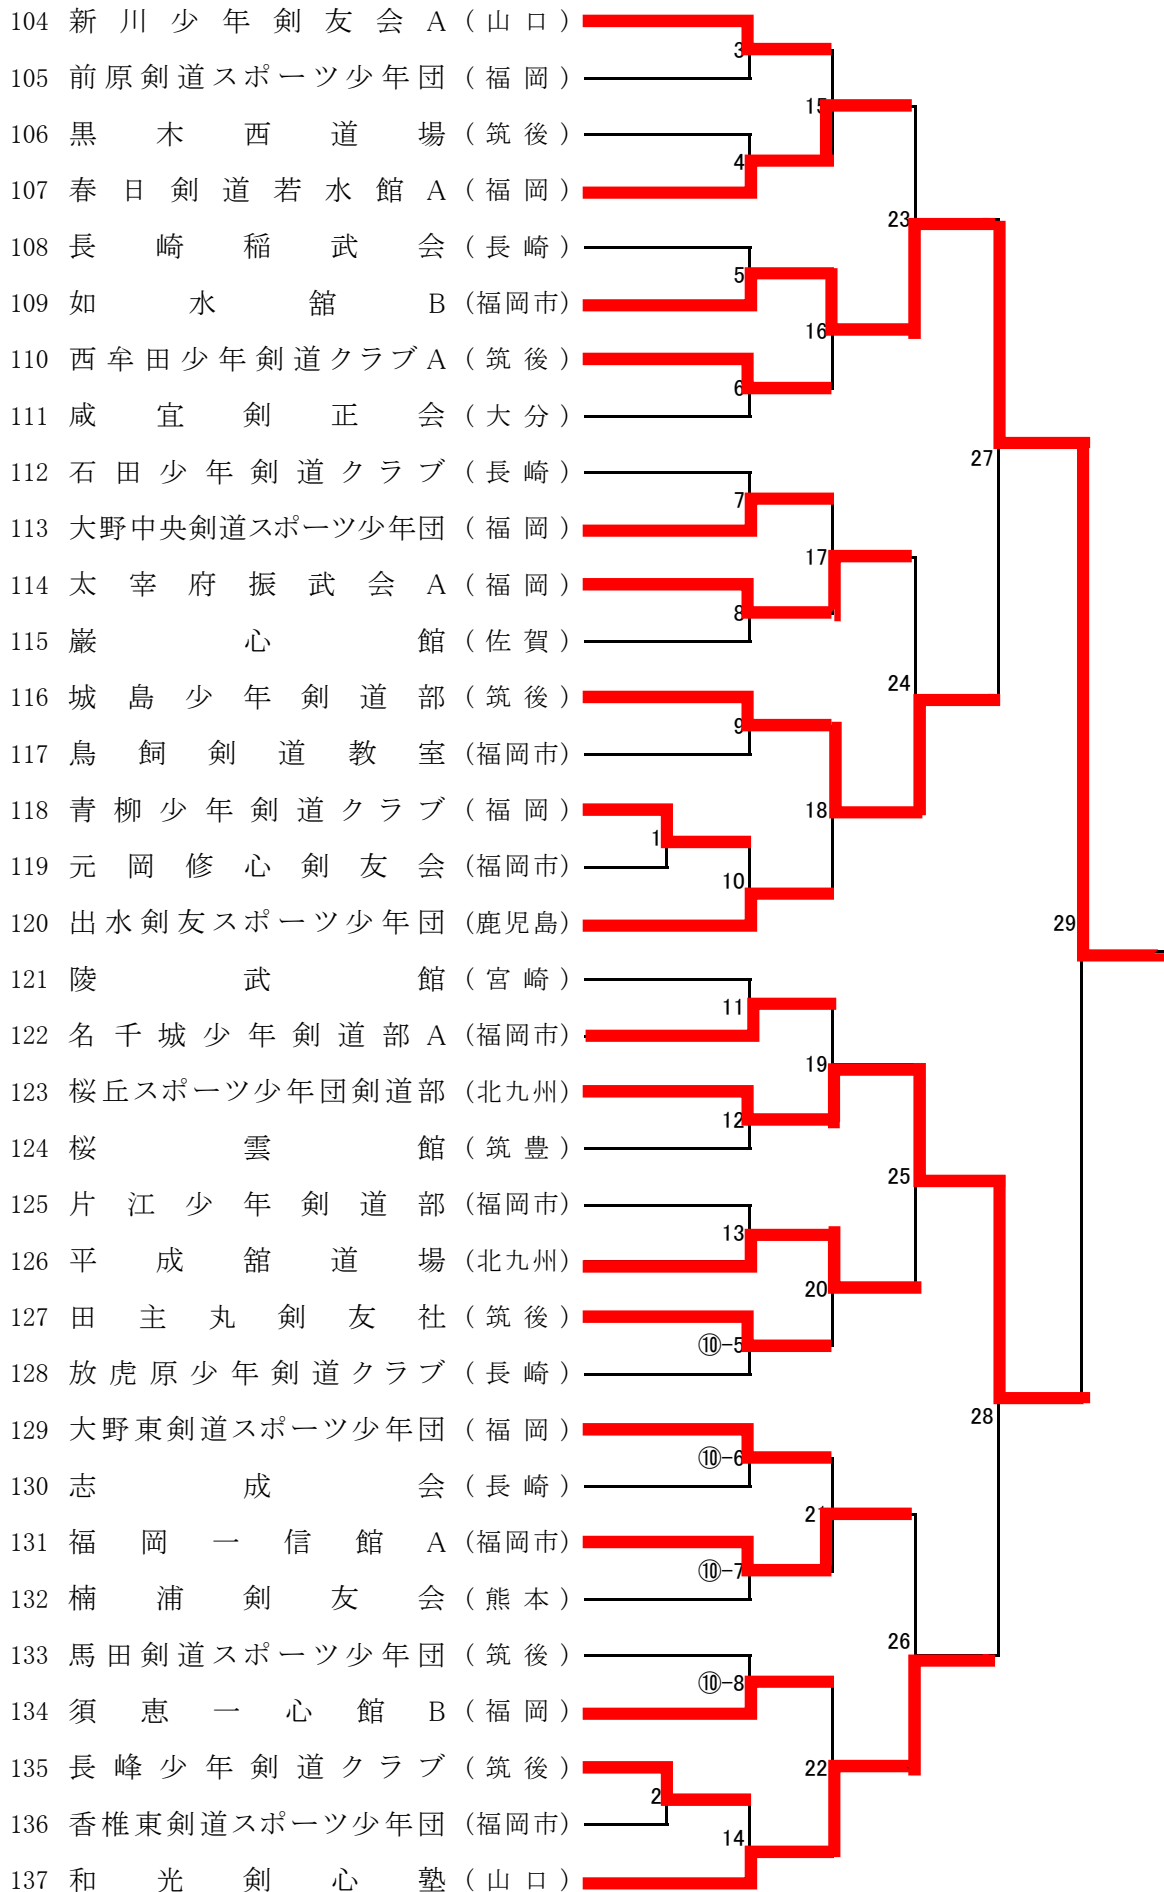 104 新川少年剣友会A (山口)
3
105 前原剣道スポーツ少年団 (福岡)
15
106 黒木西道場 (筑後)
4
107 春日剣道若水館A (福岡)
23
108 長崎稲武会 (長崎)
5
109 如水舘B (福岡市)
16
110 西牟田少年剣道クラブA (筑後)
6
111 咸宜剣正会 (大分)
27
112 石田少年剣道クラブ (長崎)
7
113 大野中央剣道スポーツ少年団 (福岡)
17
114 太宰府振武会A (福岡)
8
115 巌心館 (佐賀)
24
116 城島少年剣道部 (筑後)
9
117 鳥飼剣道教室 (福岡市)
118 青柳少年剣道クラブ (福岡)
18
1
119 元岡修心剣友会 (福岡市)
10
120 出水剣友スポーツ少年団 (鹿児島)
29
121 陵武館 (宮崎)
11
122 名千城少年剣道部A (福岡市)
19
123 桜丘スポーツ少年団剣道部 (北九州)
12
124 桜雲館 (筑豊)
25
125 片江少年剣道部 (福岡市)
13
126 平成舘道場 (北九州)
20
127 田主丸剣友社 (筑後)
⑩-5
128 放虎原少年剣道クラブ (長崎)
28
129 大野東剣道スポーツ少年団 (福岡)
⑩-6
130 志成会 (長崎)
21
131 福岡一信館A (福岡市)
⑩-7
132 楠浦剣友会 (熊本)
26
133 馬田剣道スポーツ少年団 (筑後)
⑩-8
134 須恵一心館B (福岡)
135 長峰少年剣道クラブ (筑後)
22
2
136 香椎東剣道スポーツ少年団 (福岡市)
14
137 和光剣心塾 (山口)